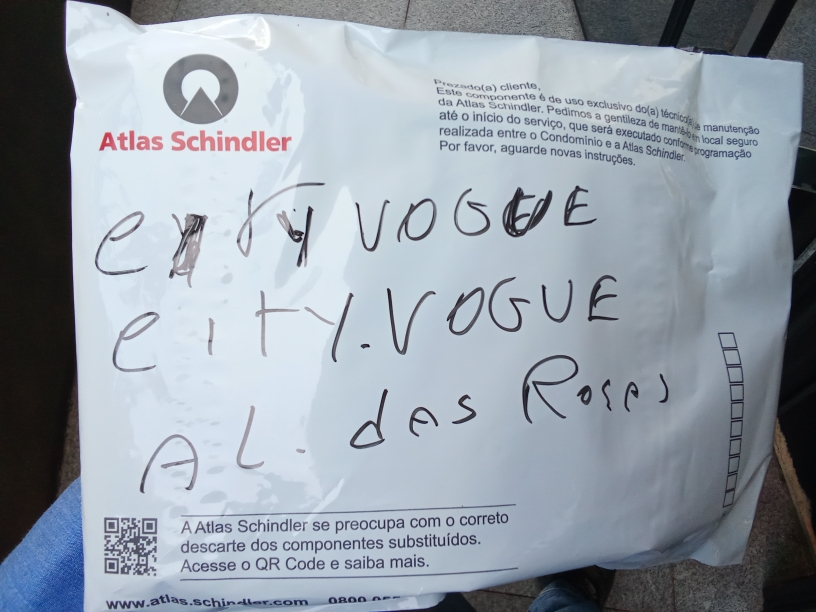 Atlas Schindler
Prezado(a) cliente,
Este componente é de uso exclusivo do(a) técnico(a) de manutenção
da Atlas Schindler. Pedimos a gentileza de mantê-lo em local seguro
até o início do serviço, que será executado conforme programação
realizada entre o Condomínio e a Atlas Schindler.
Por favor, aguarde novas instruções.
VOGUE
CITY.VOGUE
AL. das Rosas
A Atlas Schindler se preocupa com o correto
descarte dos componentes substituídos.
Acesse o QR Code e saiba mais.
www.atlas.schindler.com 0800